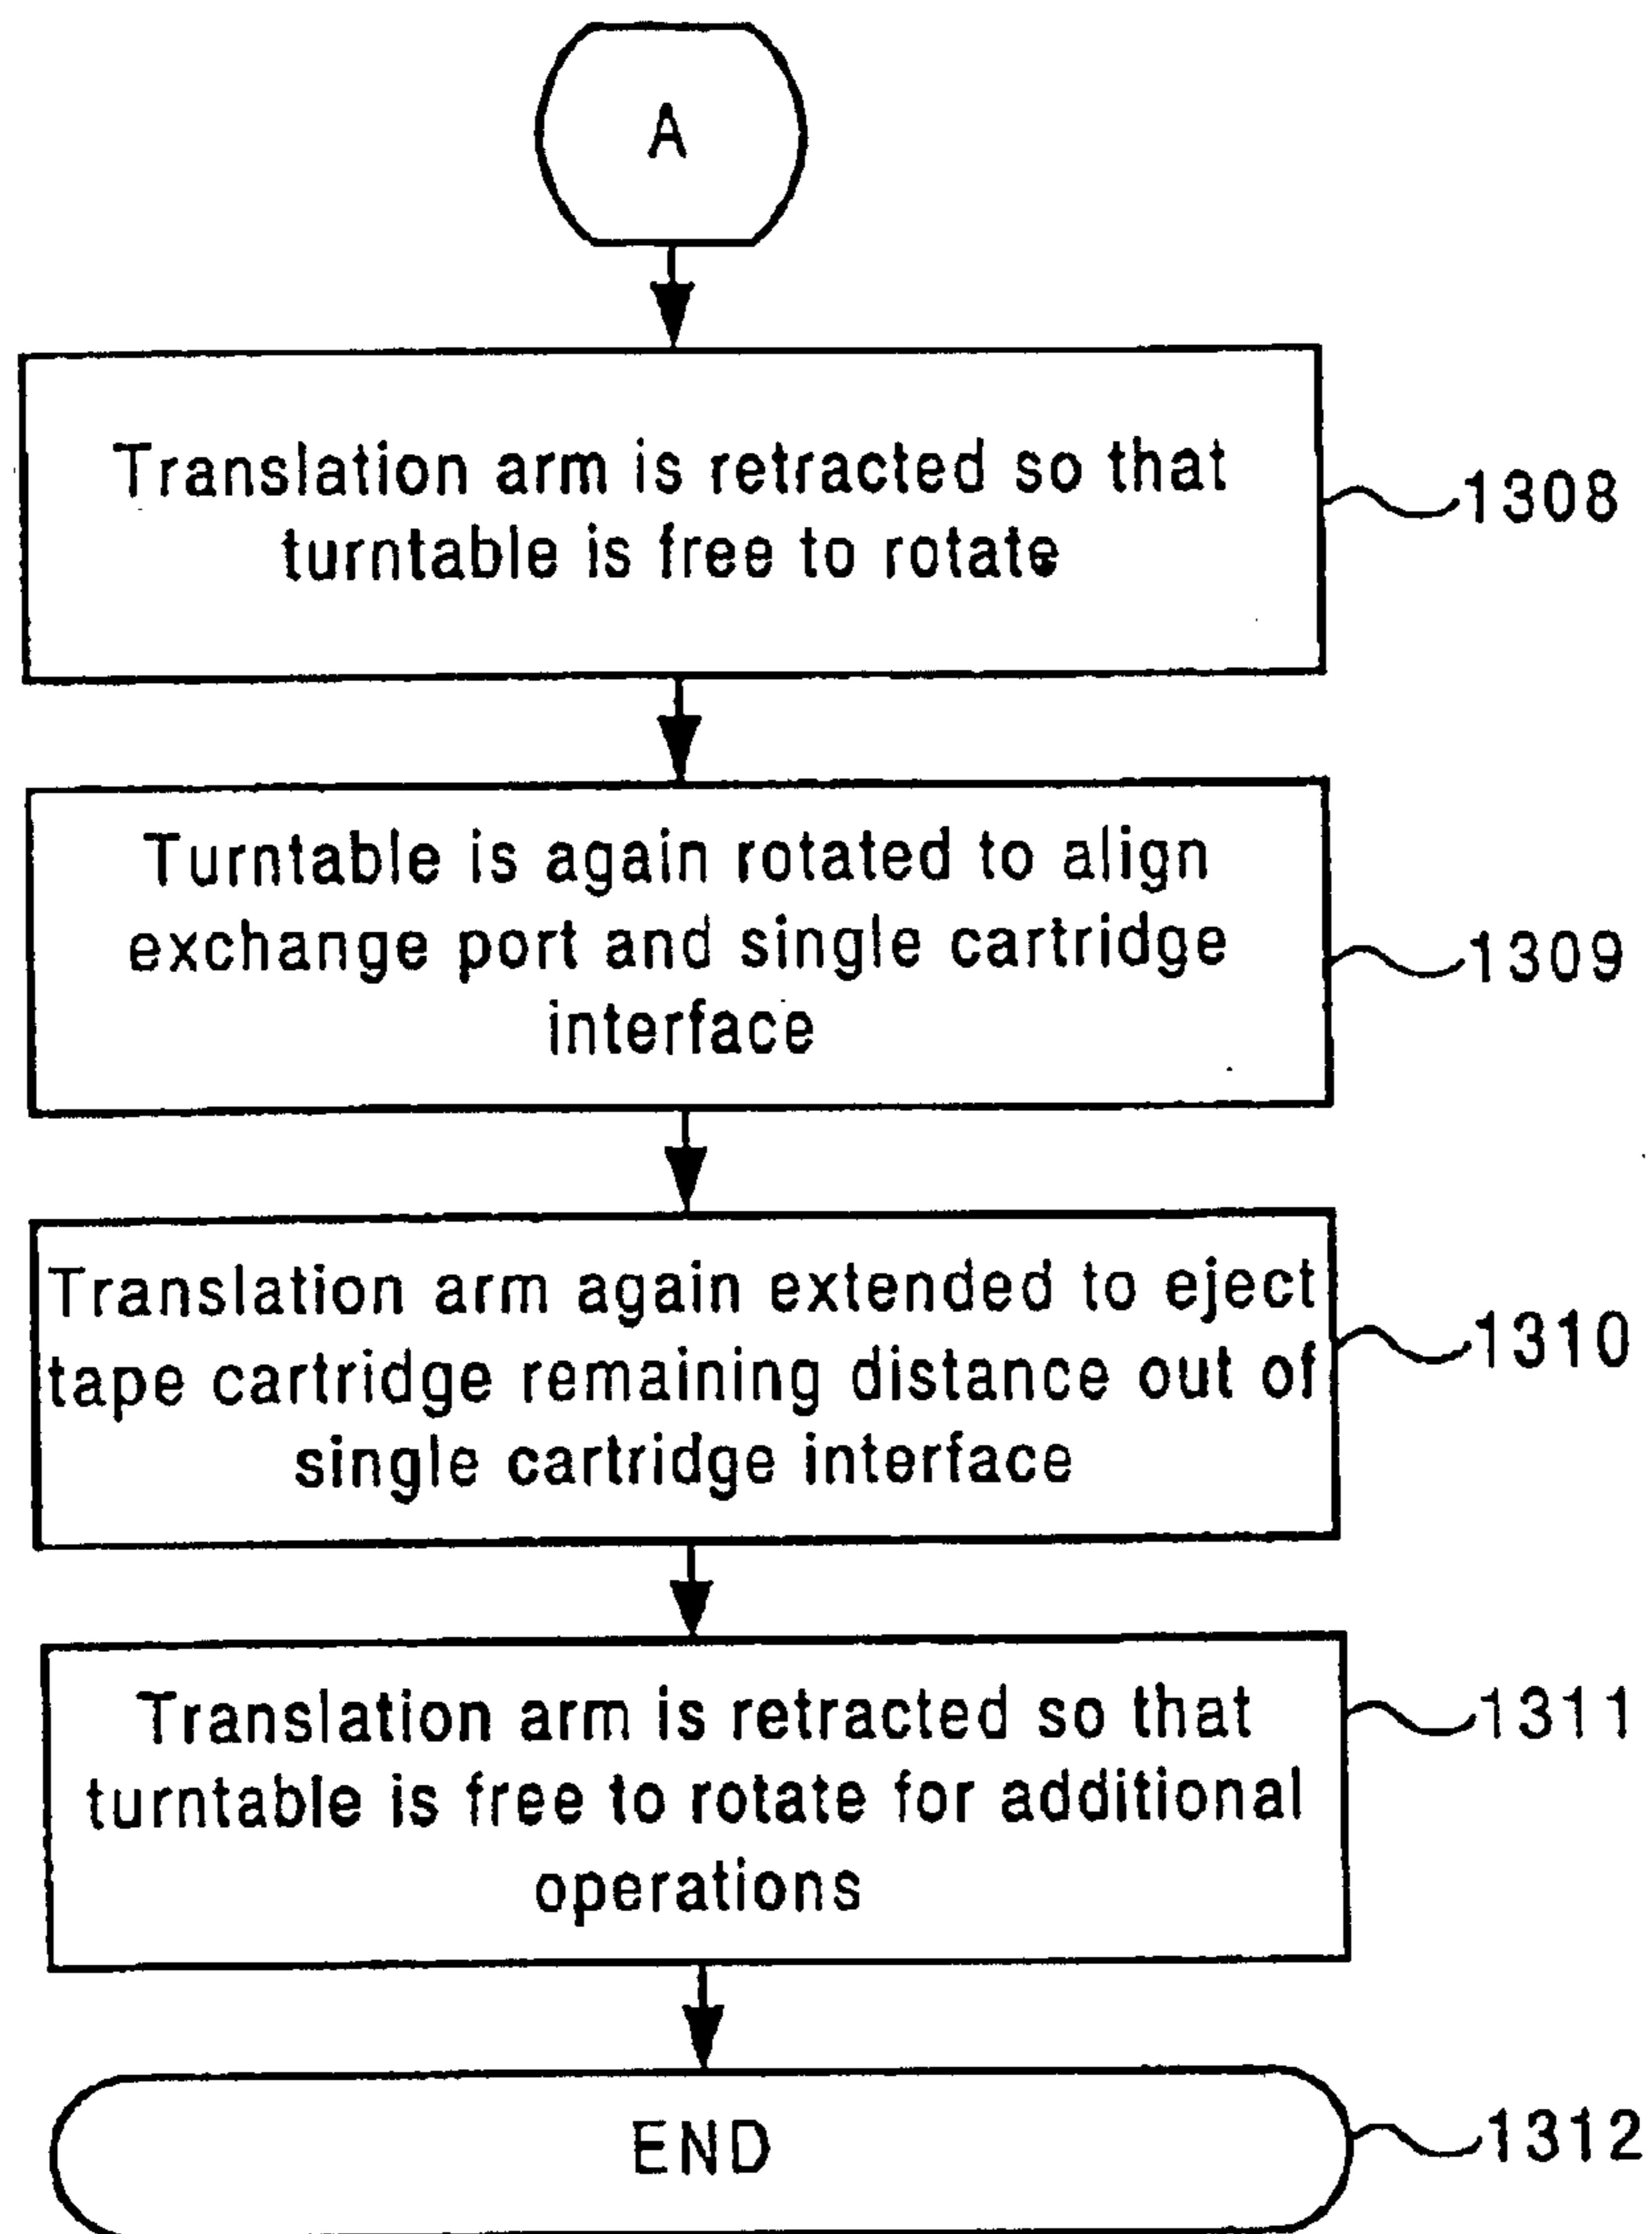 A
Translation arm is retracted so that
turntable is free to rotate
1308
Turntable is again rotated to align
exchange port and single cartridge
interface
1309
Translation arm again extended to eject
tape cartridge remaining distance out of
single cartridge interface
1310
Translation arm is retracted so that
turntable is free to rotate for additional
operations
1311
END
1312